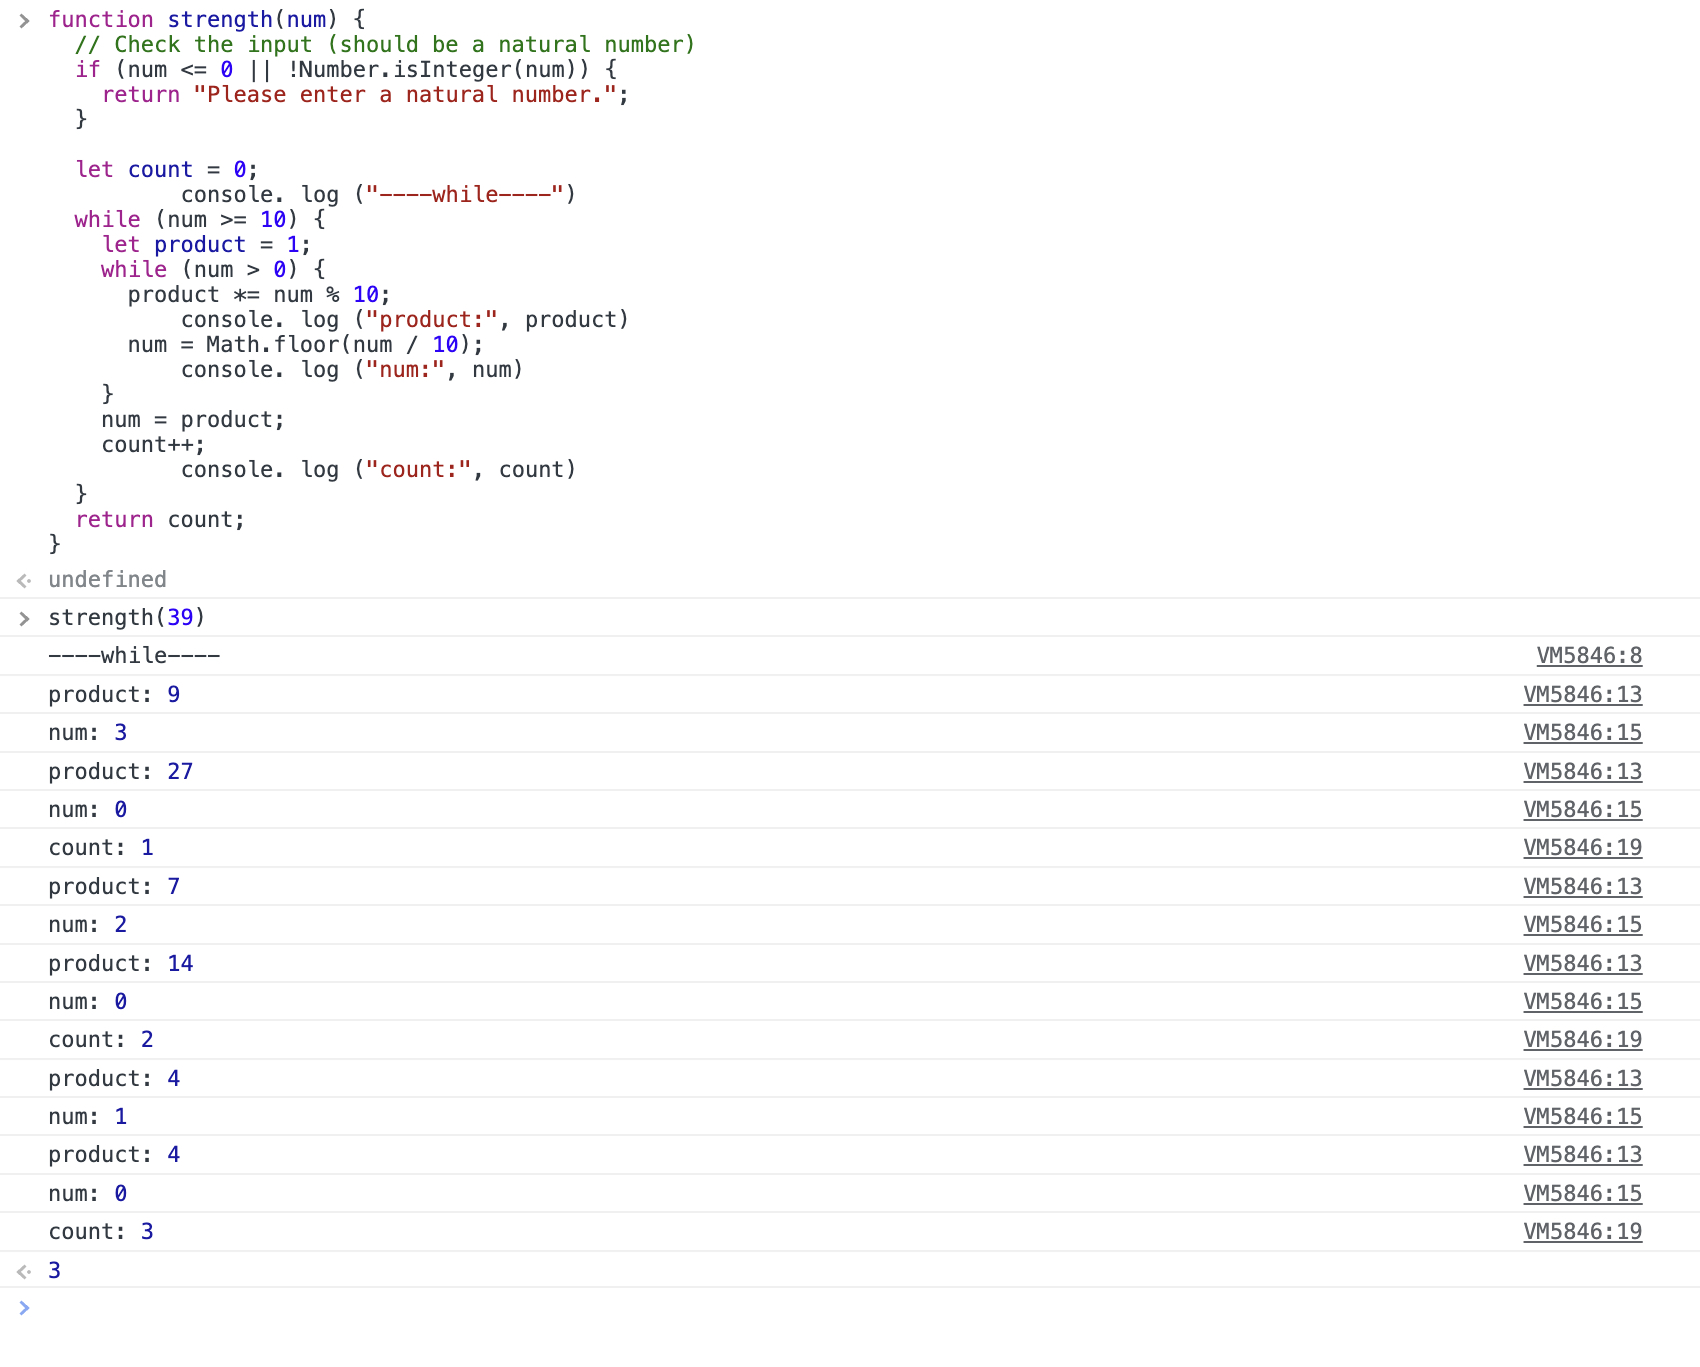 function strength(num) {
// Check the input (should be a natural number)
if (num <= 0 || !Number.isInteger(num)) {
return "Please enter a natural number.";
}
let count = 0;
console. log ("----while----")
while (num >= 10) {
let product = 1;
while (num > 0) {
product *= num % 10;
console. log ("product:", product)
num = Math.floor(num / 10);
console. log ("num:", num)
}
num = product;
count++;
console. log ("count:", count)
}
return count;
}
undefined
strength(39)
----while---- VM5846:8
product: 9 VM5846:13
num: 3 VM5846:15
product: 27 VM5846:13
num: 0 VM5846:15
count: 1 VM5846:19
product: 7 VM5846:13
num: 2 VM5846:15
product: 14 VM5846:13
num: 0 VM5846:15
count: 2 VM5846:19
product: 4 VM5846:13
num: 1 VM5846:15
product: 4 VM5846:13
num: 0 VM5846:15
count: 3 VM5846:19
3